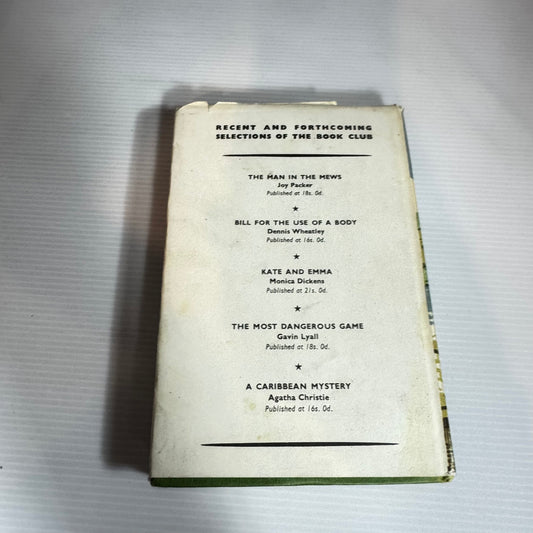 RECENT AND FORTHCOMING
SELECTIONS OF THE BOOK CLUB
THE MAN IN THE MEWS
Joy Packer
Published at 18s. 0d.
★
BILL FOR THE USE OF A BODY
Dennis Wheatley
Published at 16s. 0d.
★
KATE AND EMMA
Monica Dickens
Published at 21s. 0d.
★
THE MOST DANGEROUS GAME
Gavin Lyall
Published at 18s. 0d.
★
A CARIBBEAN MYSTERY
Agatha Christie
Published at 16s. 0d.